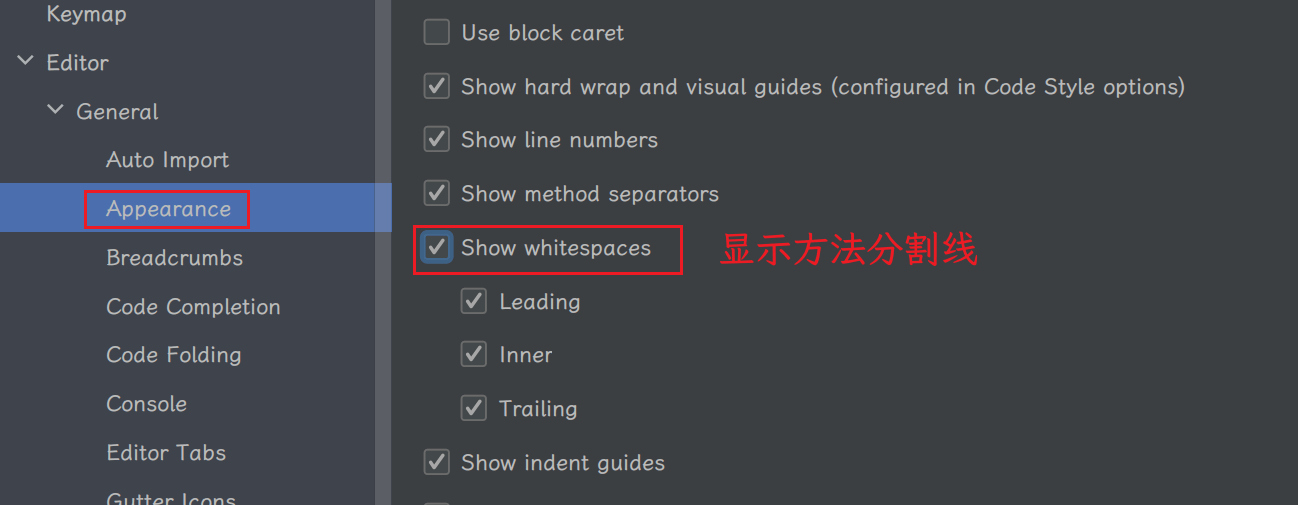 Keymap
Editor
General
Auto Import
Appearance
Breadcrumbs
Code Completion
Code Folding
Console
Editor Tabs
Gutter Icons
Use block caret
Show hard wrap and visual guides (configured in Code Style options)
Show line numbers
Show method separators
Show whitespaces 显示方法分割线
Leading
Inner
Trailing
Show indent guides